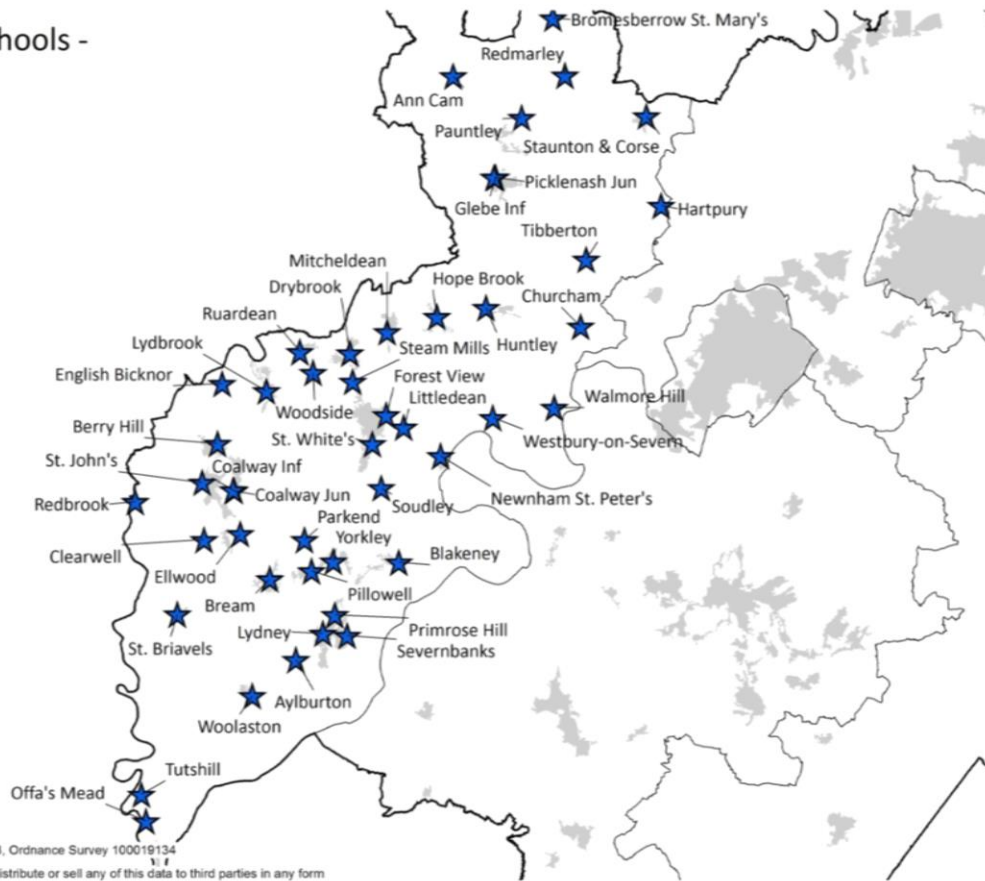 hools -
Bromesberrow St. Mary's
Redmarley
Ann Cam
Pauntley
Staunton & Corse
Picklenash Jun
Glebe Inf
Hartpury
Tibberton
Mitcheldean
Hope Brook
Drybrook
Churcham
Ruardean
Lydbrook
Steam Mills
Huntley
English Bicknor
Forest View
Littledean
Walmore Hill
Woodside
Berry Hill
St. White's
Westbury-on-Severn
St. John's
Coalway Inf
Coalway Jun
Newnham St. Peter's
Redbrook
Soudley
Parkend
Yorkley
Clearwell
Blakeney
Ellwood
Pillowell
Bream
Lydney
Primrose Hill
St. Briavels
Severnbanks
Aylburton
Woolaston
Tutshill
Offa's Mead
, Ordnance Survey 100019134
istribute or sell any of this data to third parties in any form